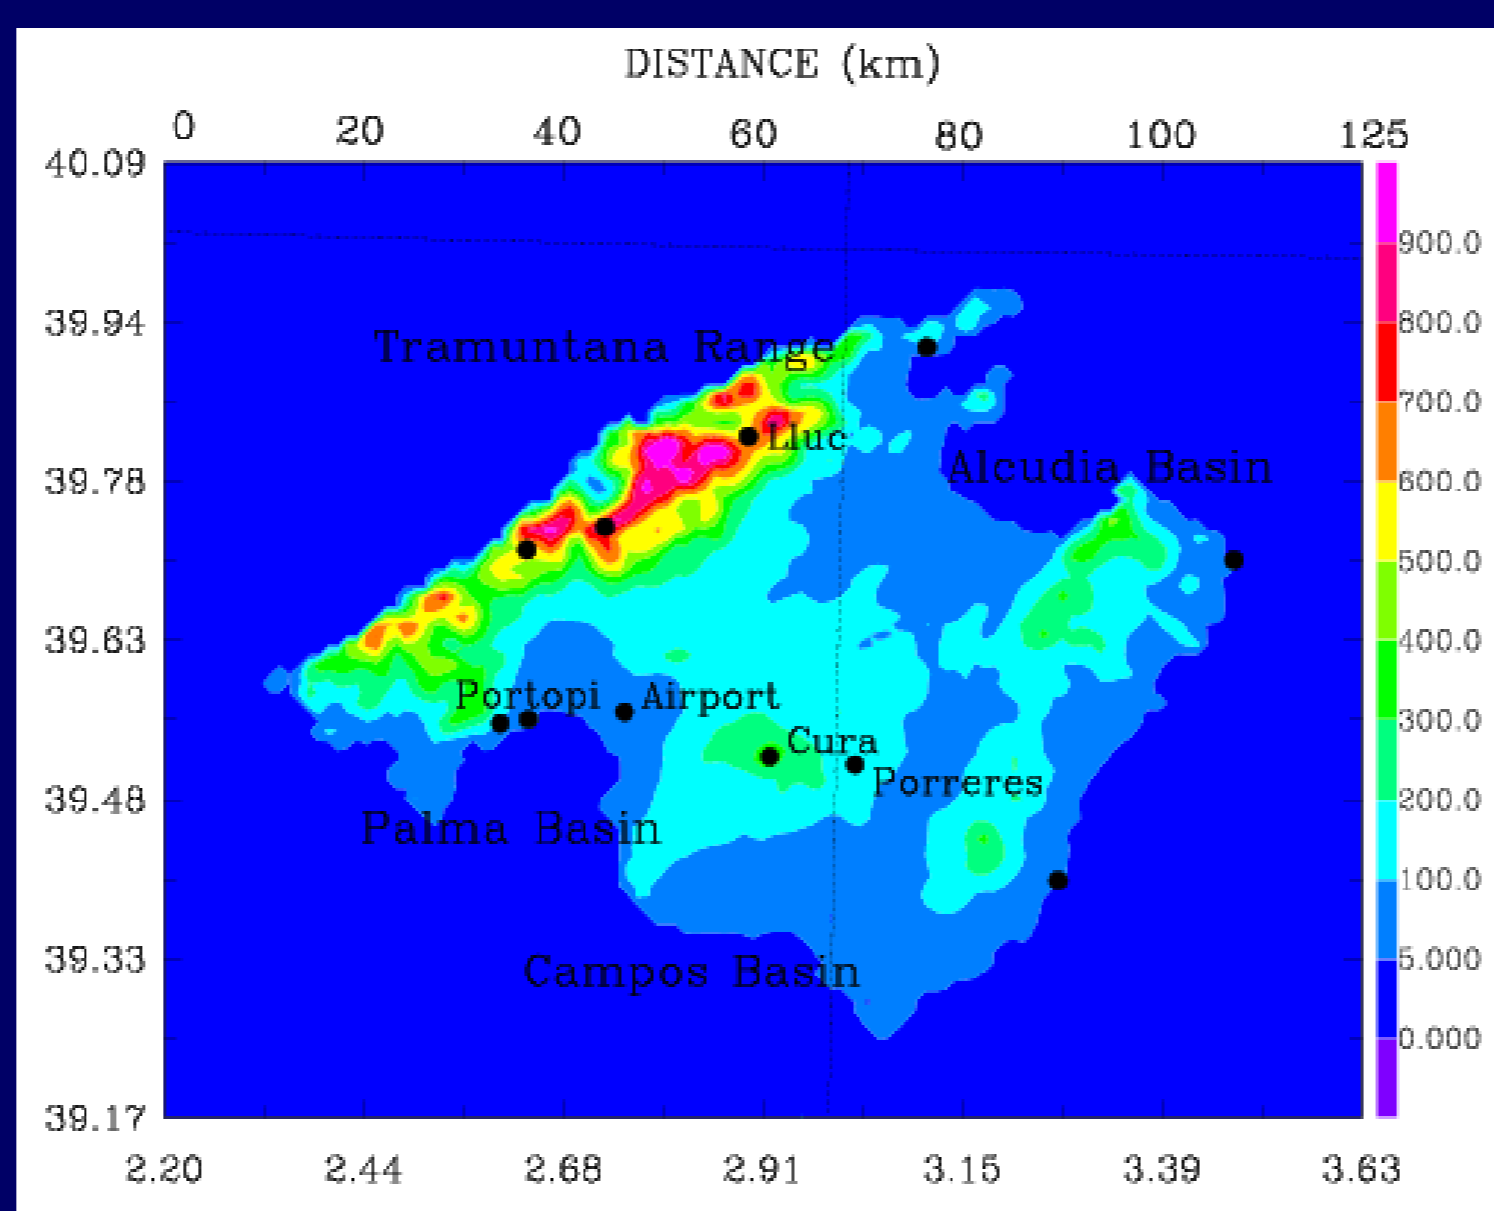 DISTANCE (km)
0 20 40 60 80 100 125
40.09
900.0
39.94
800.0
Tramuntana Range
700.0
Lluc
Alcudia Basin
39.78
600.0
500.0
39.63
400.0
Portopi Airport
300.0
Cura
Porreres
39.48
200.0
Palma Basin
100.0
39.33
5.000
Campos Basin
0.000
39.17
2.20 2.44 2.68 2.91 3.15 3.39 3.63